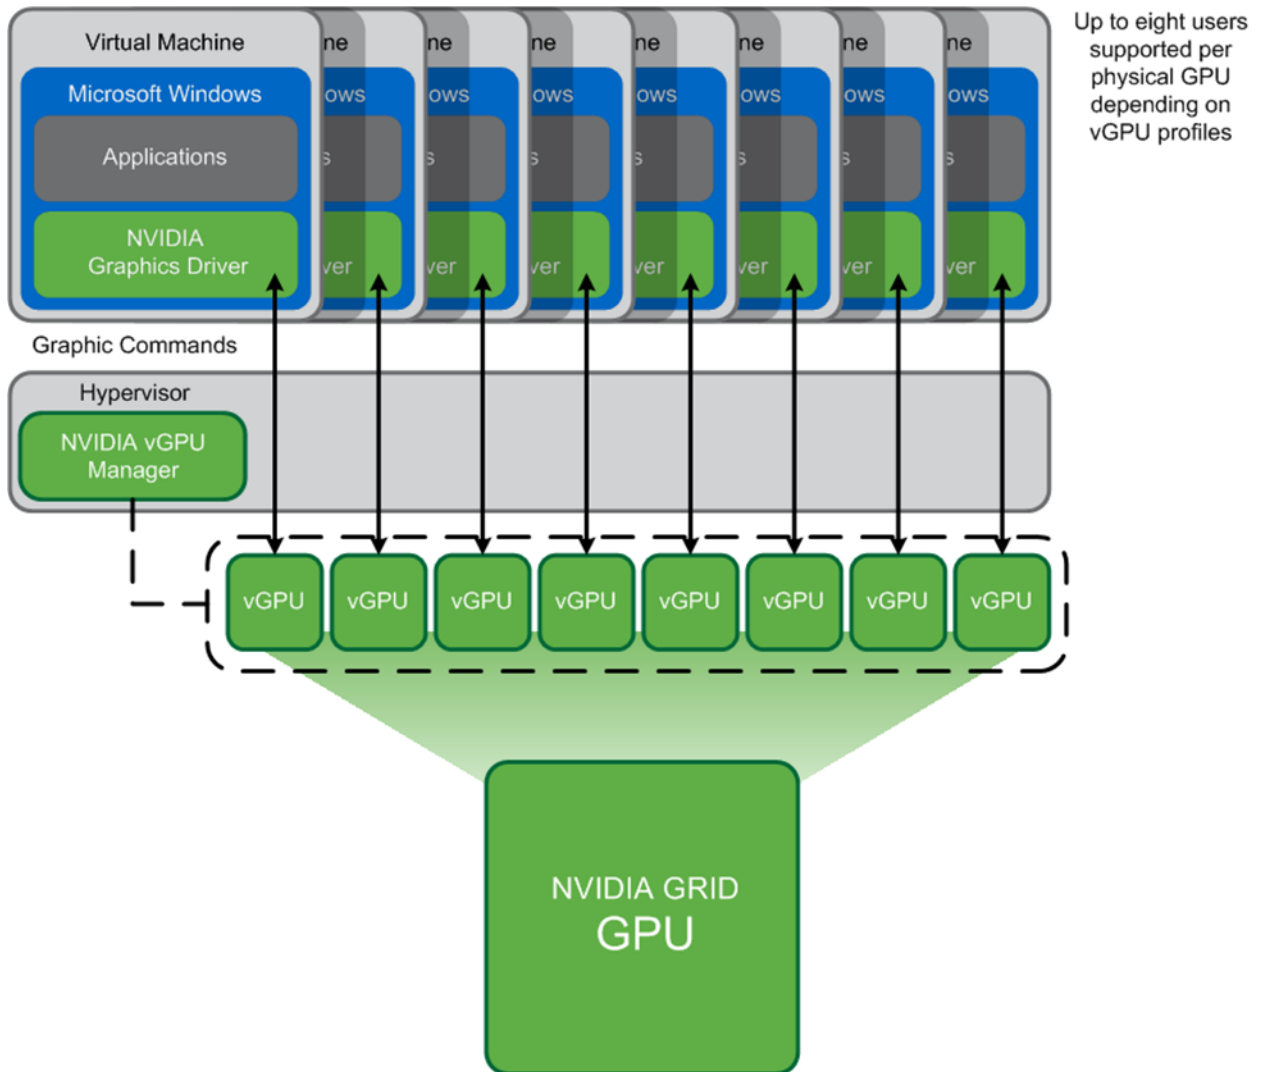 Virtual Machine
ne
ne
ne
ne
ne
ne
ne
Up to eight users
supported per
physical GPU
depending on
vGPU profiles
Microsoft Windows
ows
ows
ows
ows
ows
ows
ows
Applications
s
s
s
s
s
s
s
NVIDIA
Graphics Driver
ver
ver
ver
ver
ver
ver
ver
Graphic Commands
Hypervisor
NVIDIA vGPU
Manager
vGPU
vGPU
vGPU
vGPU
vGPU
vGPU
vGPU
vGPU
NVIDIA GRID
GPU